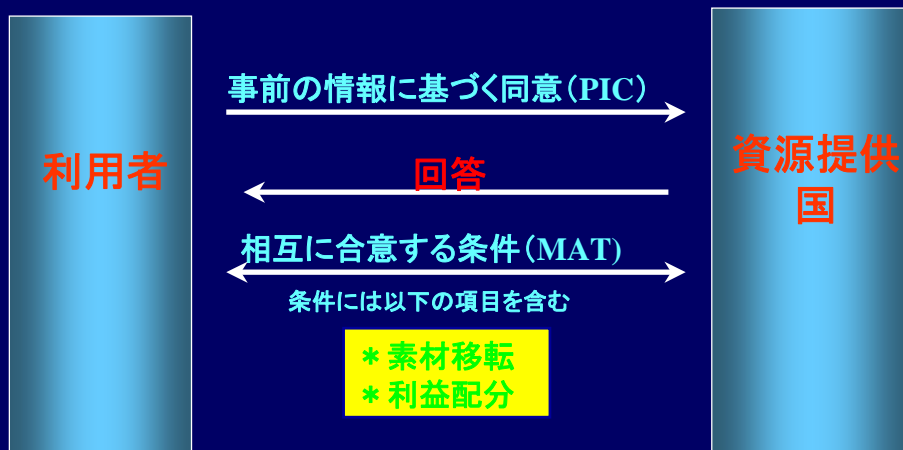 事前の情報に基づく同意(PIC)
利用者
資源提供
国
回答
相互に合意する条件(MAT)
条件には以下の項目を含む
*素材移転
*利益配分